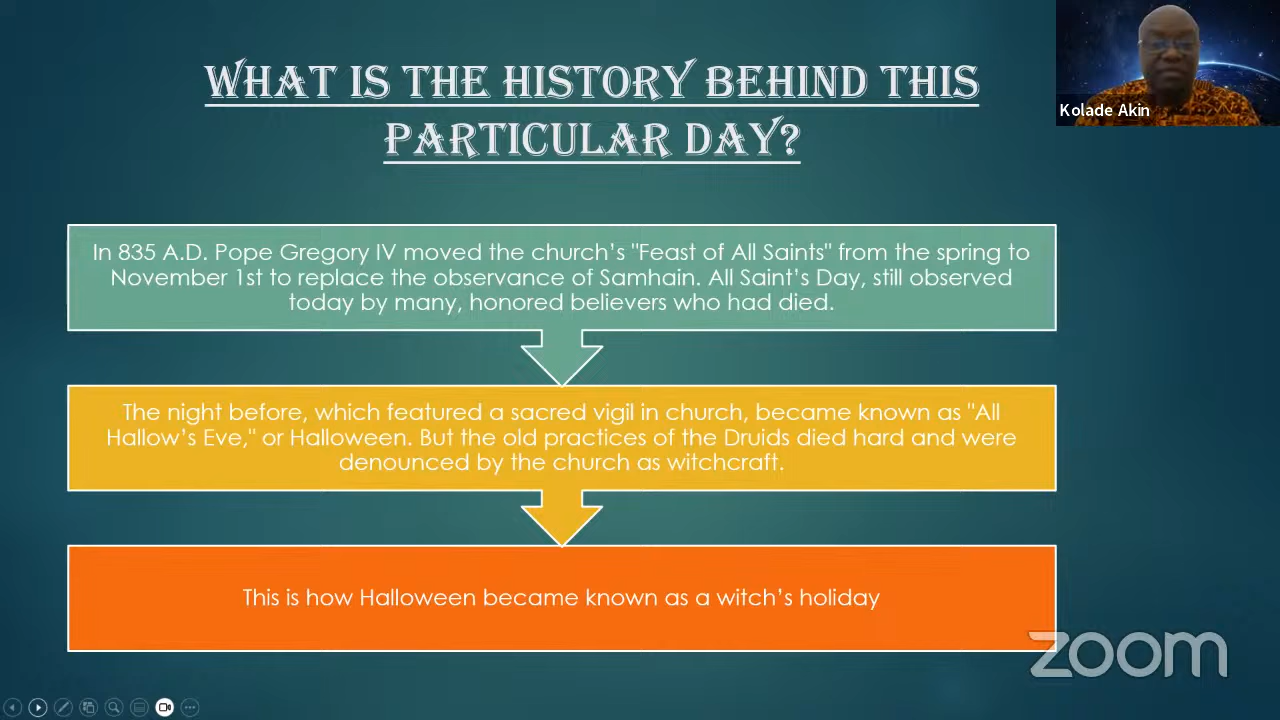 WHAT IS THE HISTORY BEHIND THIS
PARTICULAR DAY?
Kolade Akin
In 835 A.D. Pope Gregory IV moved the church's "Feast of All Saints" from the spring to
November 1st to replace the observance of Samhain. All Saint's Day, still observed
today by many, honored believers who had died.
The night before, which featured a sacred vigil in church, became known as "All
Hallow's Eve," or Halloween. But the old practices of the Druids died hard and were
denounced by the church as witchcraft.
This is how Halloween became known as a witch's holiday
zoom